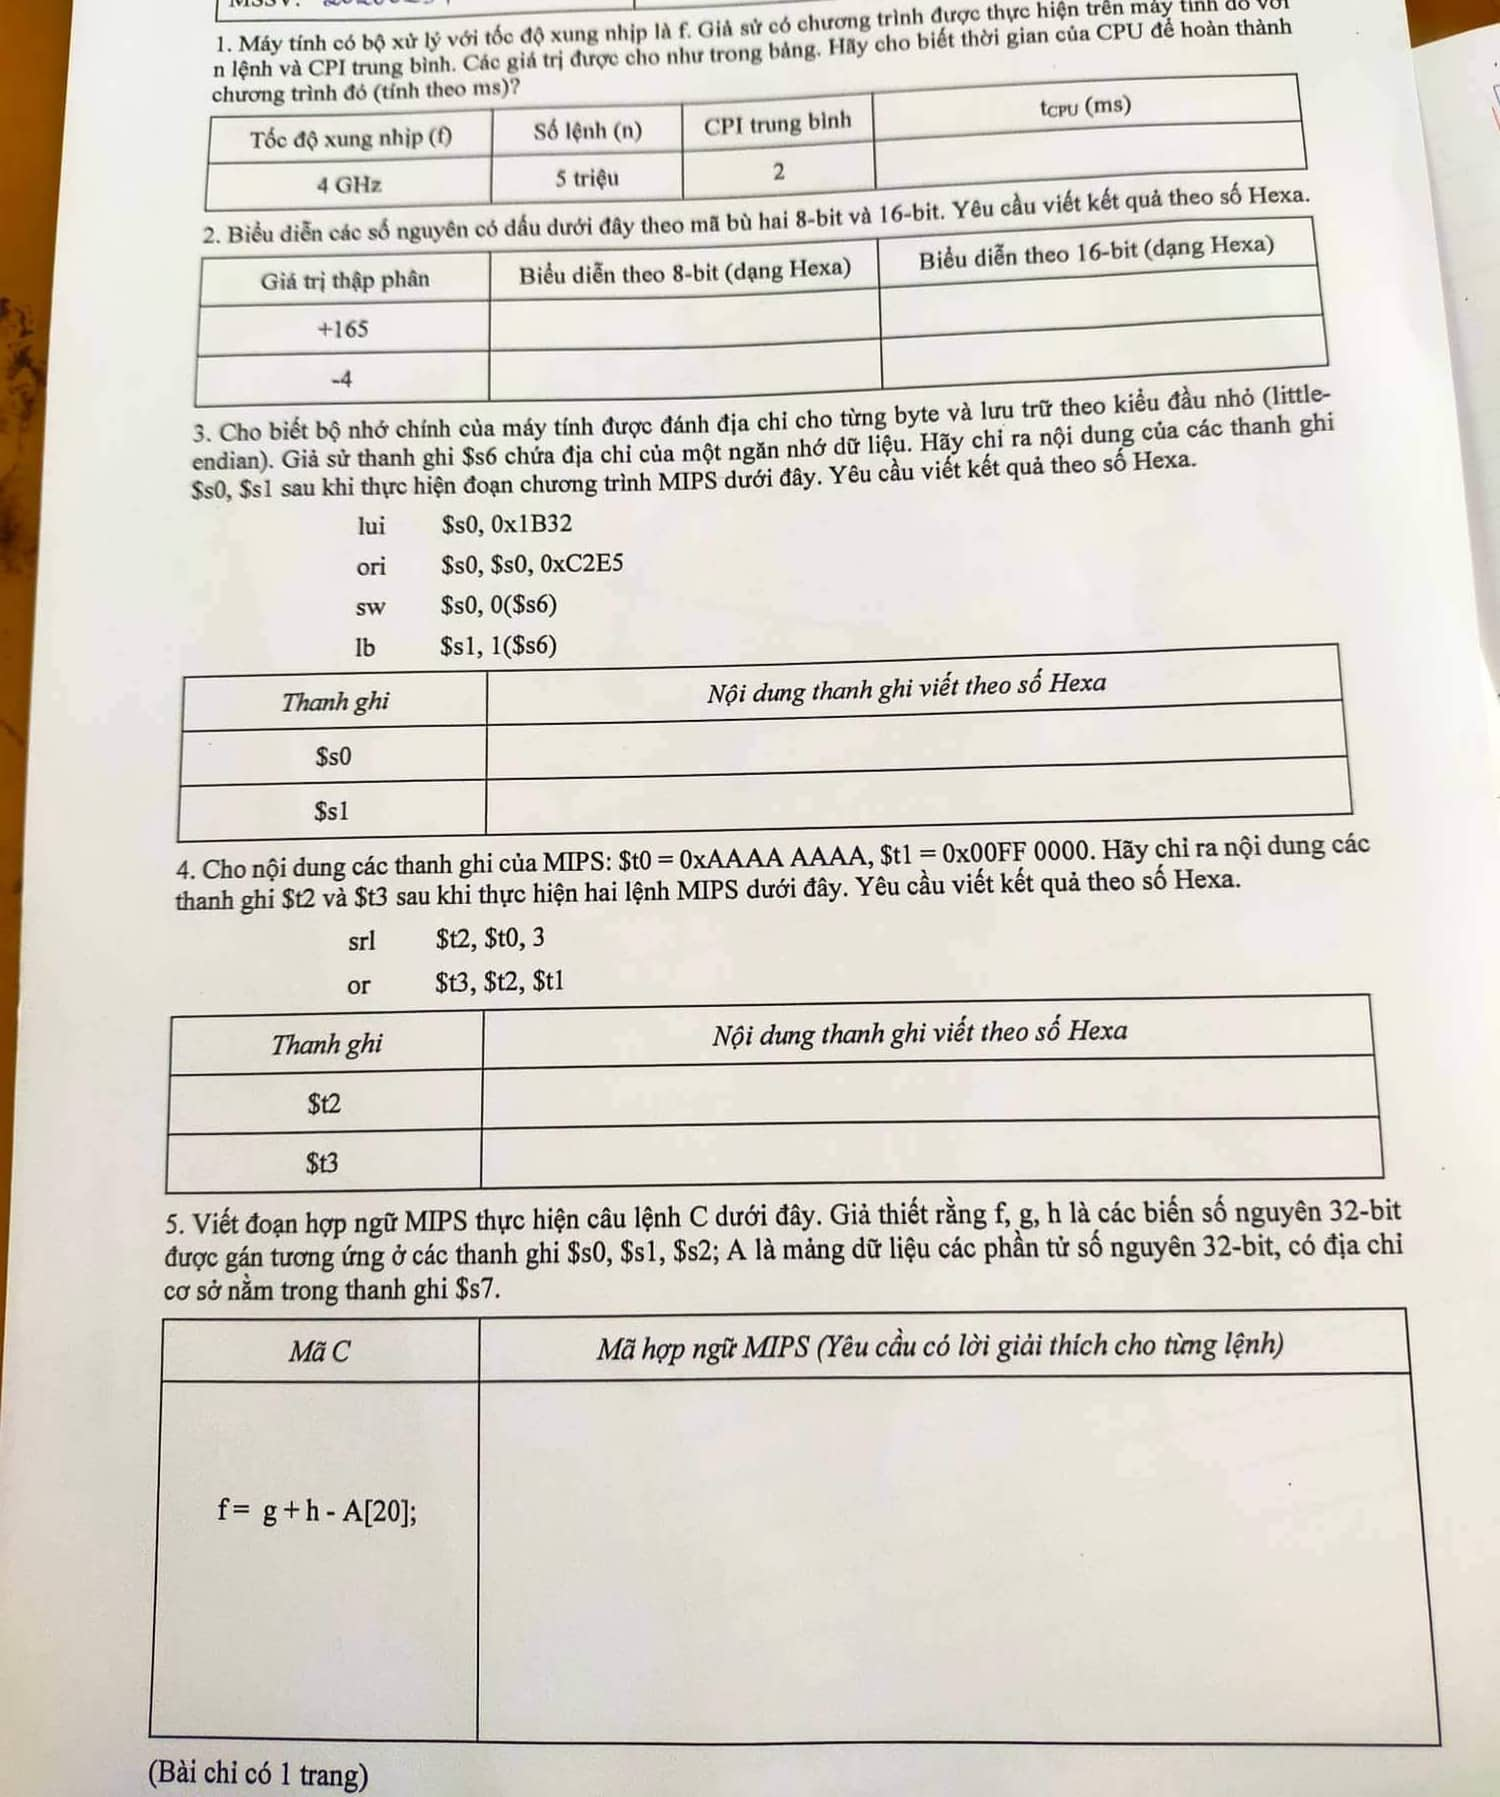 MSSV:
1. Máy tính có bộ xử lý với tốc độ xung nhịp là f. Giả sử có chương trình được thực hiện trên máy tính đó với
n lệnh và CPI trung bình. Các giá trị được cho như trong bảng. Hãy cho biết thời gian của CPU để hoàn thành
chương trình đó (tính theo ms)?
Tốc độ xung nhịp (f) Số lệnh (n) CPI trung bình tCPU (ms)
4 GHz 5 triệu 2
2. Biểu diễn các số nguyên có dấu dưới đây theo mã bù hai 8-bit và 16-bit. Yêu cầu viết kết quả theo số Hexa.
Giá trị thập phân Biểu diễn theo 8-bit (dạng Hexa) Biểu diễn theo 16-bit (dạng Hexa)
+165
-4
3. Cho biết bộ nhớ chính của máy tính được đánh địa chỉ cho từng byte và lưu trữ theo kiểu đầu nhỏ (little-
endian). Giả sử thanh ghi $s6 chứa địa chỉ của một ngăn nhớ dữ liệu. Hãy chỉ ra nội dung của các thanh ghi
$s0, $s1 sau khi thực hiện đoạn chương trình MIPS dưới đây. Yêu cầu viết kết quả theo số Hexa.
lui $s0, 0x1B32
ori $s0, $s0, 0xC2E5
sw $s0, 0($s6)
lb $s1, 1($s6)
Thanh ghi Nội dung thanh ghi viết theo số Hexa
$s0
$s1
4. Cho nội dung các thanh ghi của MIPS: $t0 = 0xAAAA AAAA, $t1 = 0x00FF 0000. Hãy chỉ ra nội dung các
thanh ghi $t2 và $t3 sau khi thực hiện hai lệnh MIPS dưới đây. Yêu cầu viết kết quả theo số Hexa.
srl $t2, $t0, 3
or $t3, $t2, $t1
Thanh ghi Nội dung thanh ghi viết theo số Hexa
$t2
$t3
5. Viết đoạn hợp ngữ MIPS thực hiện câu lệnh C dưới đây. Giả thiết rằng f, g, h là các biến số nguyên 32-bit
được gán tương ứng ở các thanh ghi $s0, $s1, $s2; A là mảng dữ liệu các phần tử số nguyên 32-bit, có địa chỉ
cơ sở nằm trong thanh ghi $s7.
Mã C Mã hợp ngữ MIPS (Yêu cầu có lời giải thích cho từng lệnh)
f = g + h - A[20];
(Bài chỉ có 1 trang)